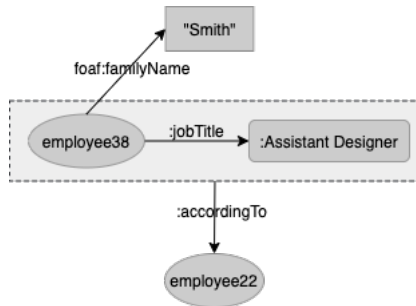 "Smith"
foaf:familyName
employee38
:jobTitle
:Assistant Designer
:accordingTo
employee22